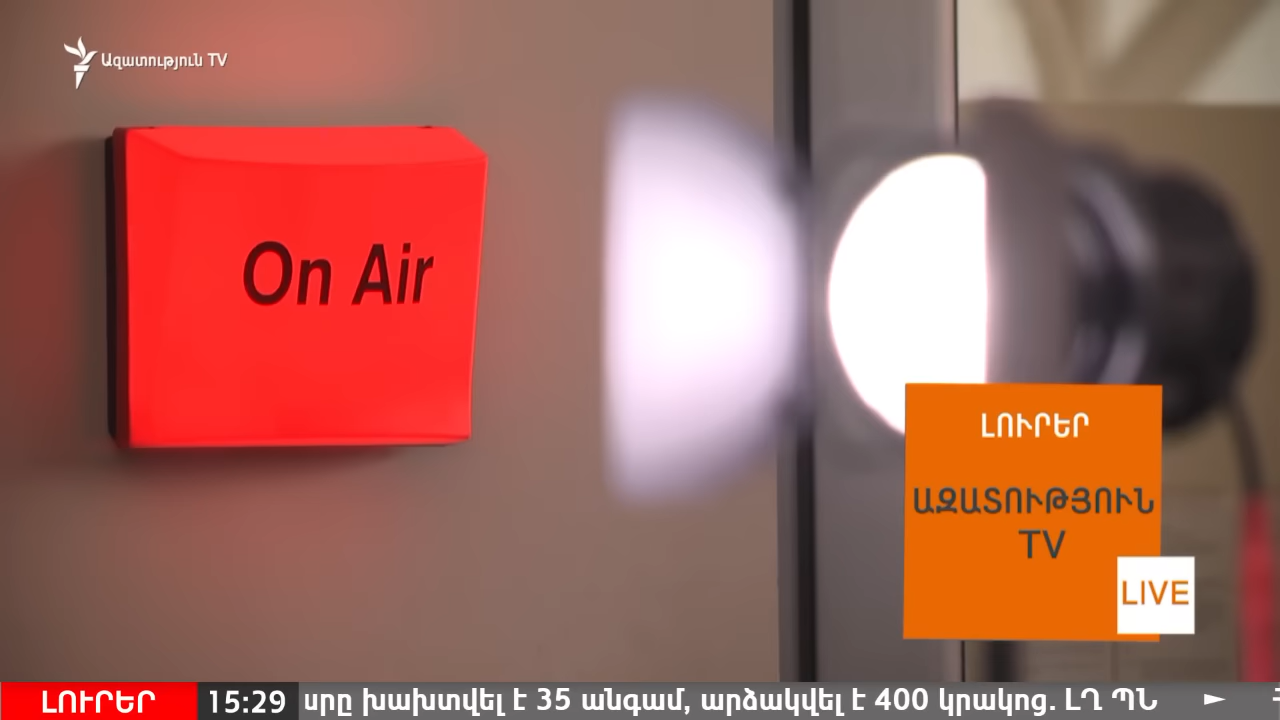 Ազատություն TV
On Air
ԼՈՒՐԵՐ
ԱԶԱՏՈՒԹՅՈՒՆ
TV
LIVE
ԼՈՒՐԵՐ 15:29 սրը խախտվել է 35 անգամ, արձակվել է 400 կրակոց. ԼՂ ՊՆ ►